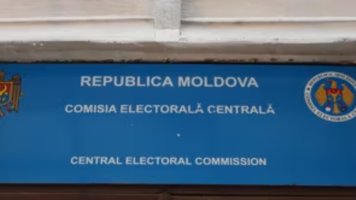 REPUBLICA MOLDOVA
COMISIA ELECTORALĂ CENTRALĂ
CENTRAL ELECTORAL COMMISSION